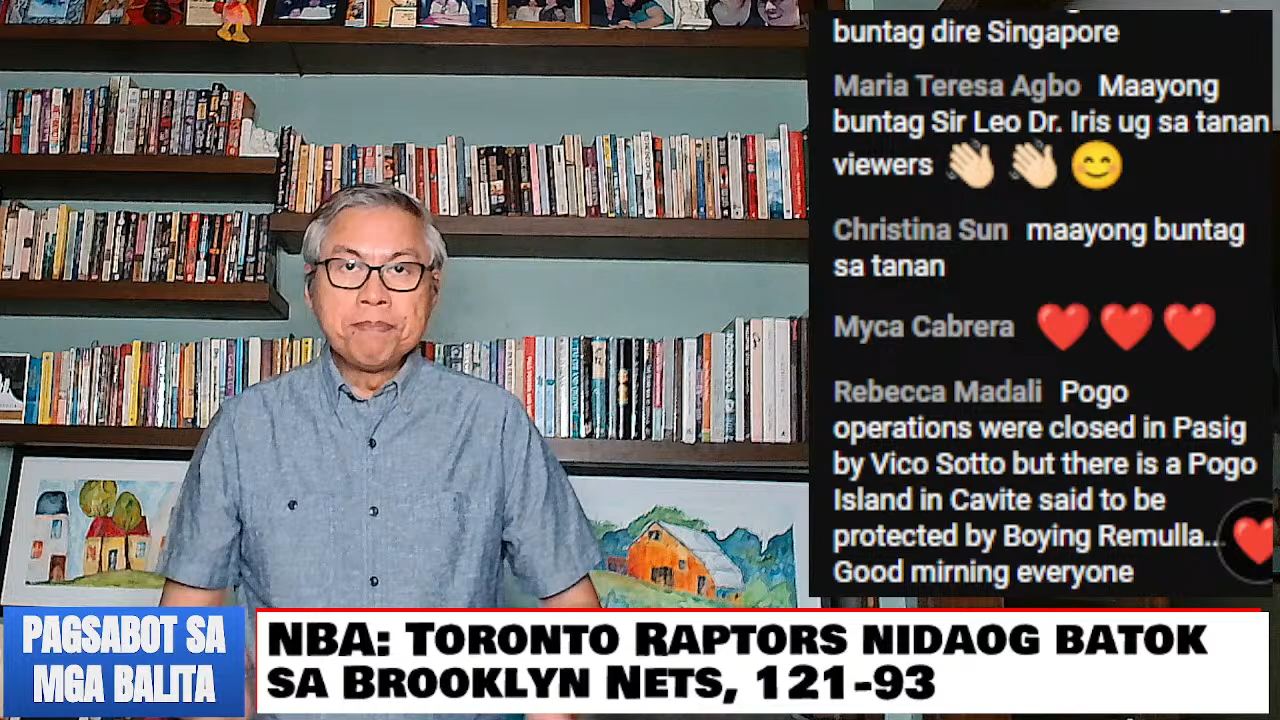 buntag dire Singapore
Maria Teresa Agbo Maayong
buntag Sir Leo Dr. Iris ug sa tanan
viewers 👋🏻 👋🏻 😊
Christina Sun maayong buntag
sa tanan
Myca Cabrera ❤️ ❤️ ❤️
Rebecca Madali Pogo
operations were closed in Pasig
by Vico Sotto but there is a Pogo
Island in Cavite said to be
protected by Boying Remulla...
Good mirning everyone
PAGSABOT SA
MGA BALITA
NBA: TORONTO RAPTORS NIDAOG BATOK
SA BROOKLYN NETS, 121-93